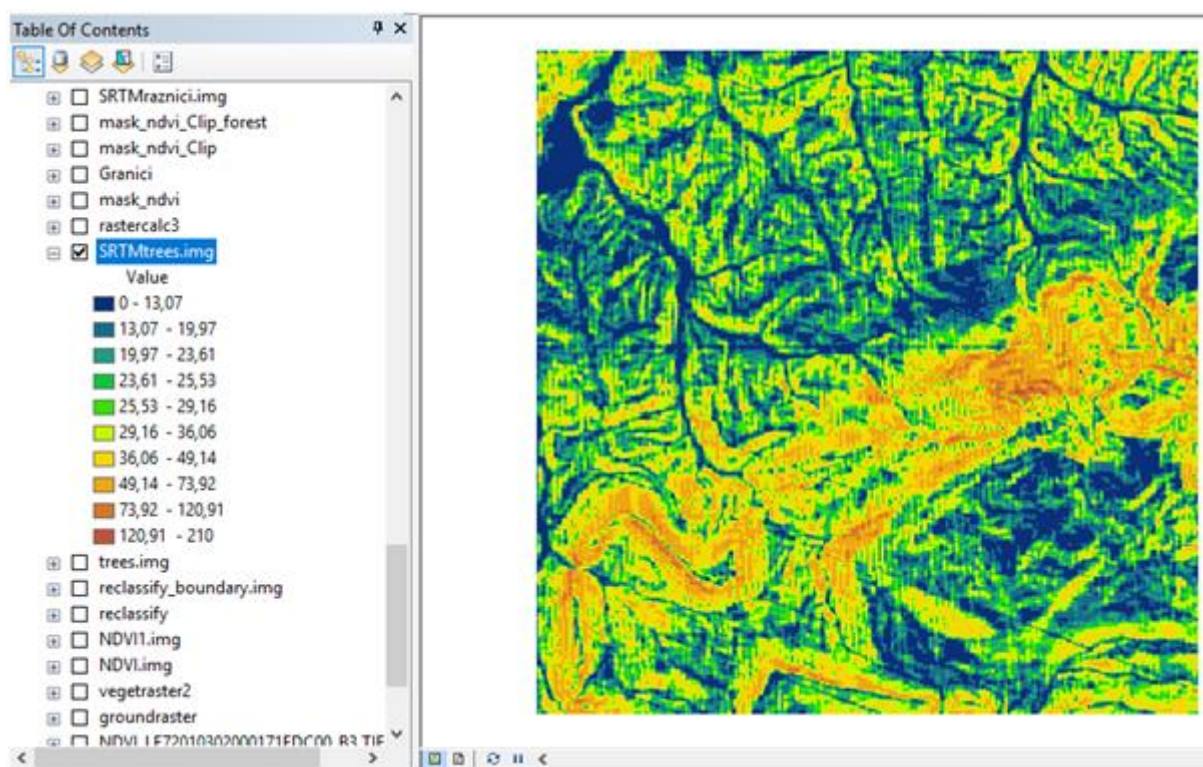 Table Of Contents
SRTMraznici.img
mask_ndvi_Clip_forest
mask_ndvi_Clip
Granici
mask_ndvi
rastercalc3
SRTMtrees.img
Value
0 - 13,07
13,07 - 19,97
19,97 - 23,61
23,61 - 25,53
25,53 - 29,16
29,16 - 36,06
36,06 - 49,14
49,14 - 73,92
73,92 - 120,91
120,91 - 210
trees.img
reclassify_boundary.img
reclassify
NDVI1.img
NDVI.img
vegetraster2
groundraster